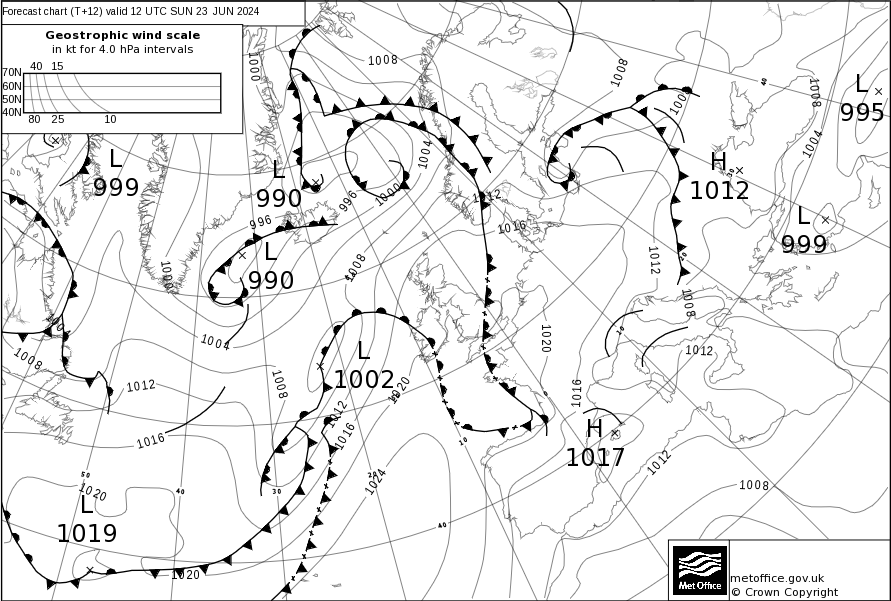 Forecast chart (T+12) valid 12 UTC SUN 23 JUN 2024
Geostrophic wind scale
in kt for 4.0 hPa intervals
40 15
70N
60N
50N
40N
80 25 10
1008
1000
1008
L
995
1008
1004
L
999
L
990
996
1000
1004
1012
H
1012
L
999
996
1016
L
990
1008
1012
1000
1008
1004
1008
1012
1008
1012
1020
L
1002
1020
1016
1012
1016
1016
H
1017
1012
1008
1024
1020
L
1019
1020
50
40
30
10
40
Met Office
metoffice.gov.uk
© Crown Copyright